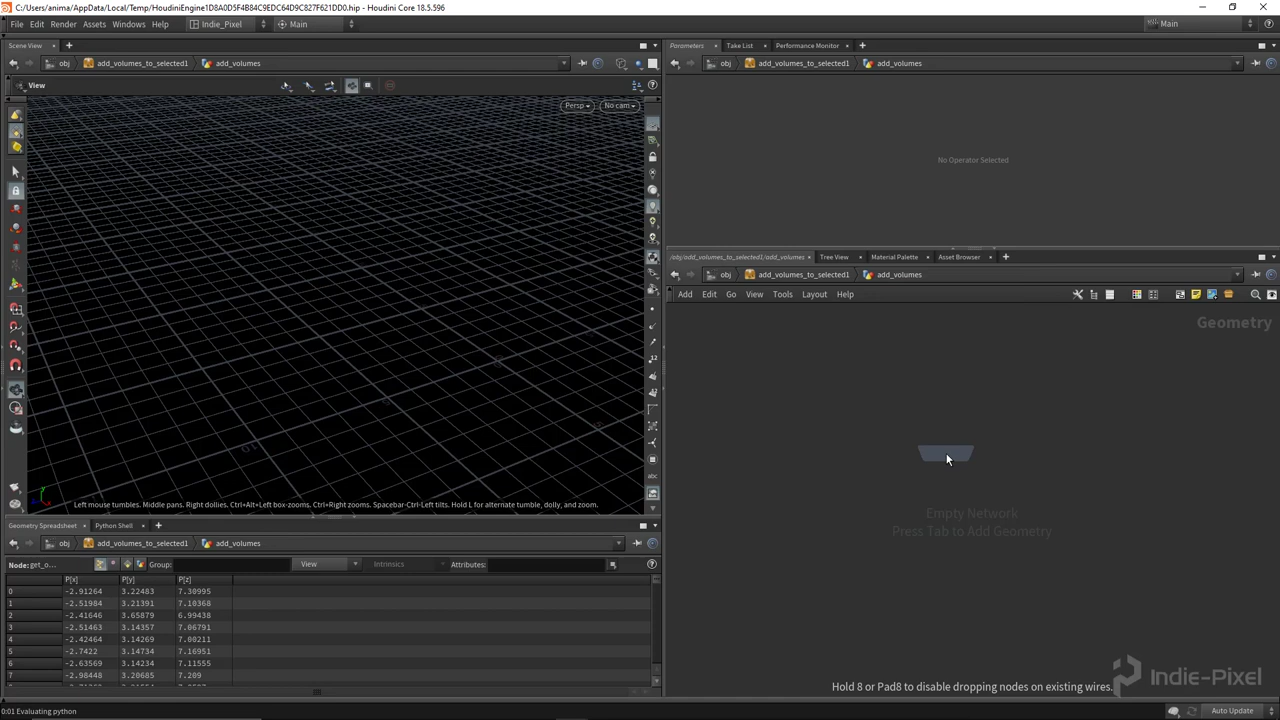 C:/Users/anima/AppData/Local/Temp/HoudiniEngine1D8A0D5F4B84C9EDC64D9C827F621DD0.hip - Houdini Core 18.5.596
File Edit Render Assets Windows Help Indie_Pixel Main Main
Scene View
obj add_volumes_to_selected1 add_volumes
View
Persp No cam
Left mouse tumbles. Middle pans. Right dollies. Ctrl+Alt+Left box-zooms. Ctrl+Right zooms. Spacebar-Ctrl-Left tilts. Hold L for alternate tumble, dolly, and zoom.
Geometry Spreadsheet Python Shell
obj add_volumes_to_selected1 add_volumes
Node: get_o... Group: View Intrinsics Attributes:
P[x] P[y] P[z]
0 -2.91264 3.22483 7.30995
1 -2.51984 3.21391 7.10368
2 -2.41646 3.65879 6.99438
3 -2.51463 3.14357 7.06791
4 -2.42464 3.14269 7.00211
5 -2.7422 3.14734 7.16951
6 -2.63569 3.14234 7.11555
7 -2.98448 3.20685 7.209
Parameters Take List Performance Monitor
obj add_volumes_to_selected1 add_volumes
No Operator Selected
/obj/add_volumes_to_selected1/add_volumes Tree View Material Palette Asset Browser
obj add_volumes_to_selected1 add_volumes
Add Edit Go View Tools Layout Help
Geometry
Empty Network
Press Tab to Add Geometry
Indie-Pixel
Hold 8 or Pad8 to disable dropping nodes on existing wires.
0:01 Evaluating python
Auto Update